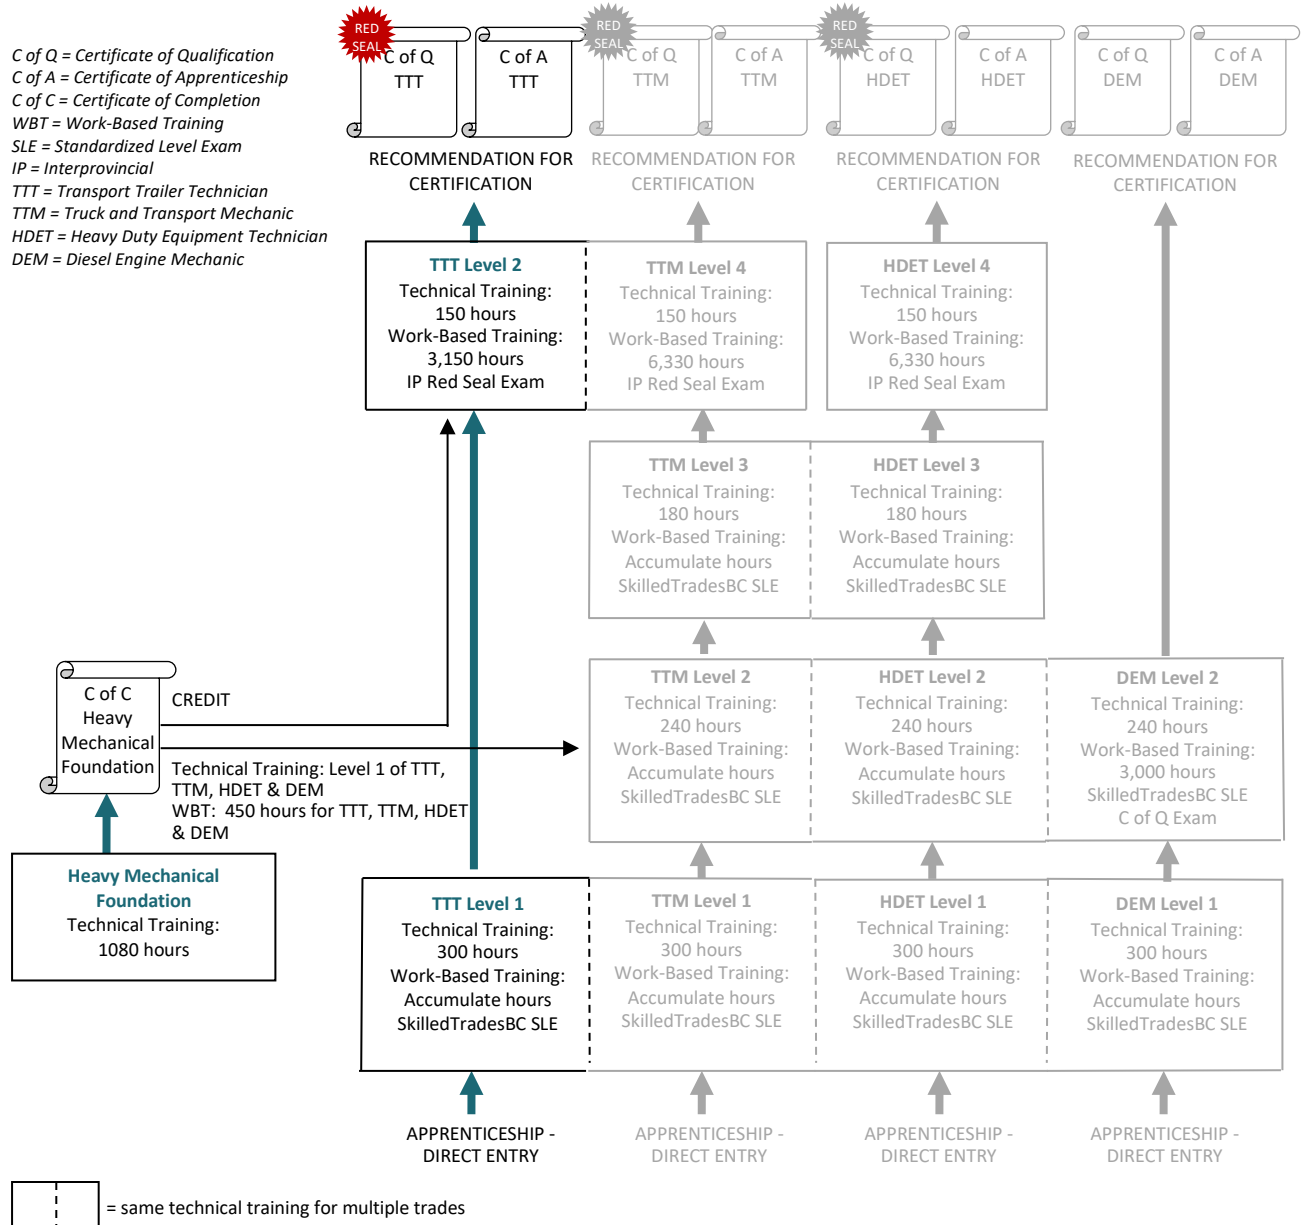 C of Q = Certificate of Qualification
C of A = Certificate of Apprenticeship
C of C = Certificate of Completion
WBT = Work-Based Training
SLE = Standardized Level Exam
IP = Interprovincial
TTT = Transport Trailer Technician
TTM = Truck and Transport Mechanic
HDET = Heavy Duty Equipment Technician
DEM = Diesel Engine Mechanic
RED
SEAL
C of Q
TTT
C of A
TTT
RECOMMENDATION FOR
CERTIFICATION
RED
SEAL
C of Q
TTM
C of A
TTM
RECOMMENDATION FOR
CERTIFICATION
RED
SEAL
C of Q
HDET
C of A
HDET
RECOMMENDATION FOR
CERTIFICATION
C of Q
DEM
C of A
DEM
RECOMMENDATION FOR
CERTIFICATION
TTT Level 2
Technical Training:
150 hours
Work-Based Training:
3,150 hours
IP Red Seal Exam
TTM Level 4
Technical Training:
150 hours
Work-Based Training:
6,330 hours
IP Red Seal Exam
HDET Level 4
Technical Training:
150 hours
Work-Based Training:
6,330 hours
IP Red Seal Exam
TTM Level 3
Technical Training:
180 hours
Work-Based Training:
Accumulate hours
SkilledTradesBC SLE
HDET Level 3
Technical Training:
180 hours
Work-Based Training:
Accumulate hours
SkilledTradesBC SLE
C of C
Heavy
Mechanical
Foundation
CREDIT
Technical Training: Level 1 of TTT,
TTM, HDET & DEM
WBT: 450 hours for TTT, TTM, HDET
& DEM
TTM Level 2
Technical Training:
240 hours
Work-Based Training:
Accumulate hours
SkilledTradesBC SLE
HDET Level 2
Technical Training:
240 hours
Work-Based Training:
Accumulate hours
SkilledTradesBC SLE
DEM Level 2
Technical Training:
240 hours
Work-Based Training:
3,000 hours
SkilledTradesBC SLE
C of Q Exam
Heavy Mechanical
Foundation
Technical Training:
1080 hours
TTT Level 1
Technical Training:
300 hours
Work-Based Training:
Accumulate hours
SkilledTradesBC SLE
TTM Level 1
Technical Training:
300 hours
Work-Based Training:
Accumulate hours
SkilledTradesBC SLE
HDET Level 1
Technical Training:
300 hours
Work-Based Training:
Accumulate hours
SkilledTradesBC SLE
DEM Level 1
Technical Training:
300 hours
Work-Based Training:
Accumulate hours
SkilledTradesBC SLE
APPRENTICESHIP -
DIRECT ENTRY
APPRENTICESHIP -
DIRECT ENTRY
APPRENTICESHIP -
DIRECT ENTRY
APPRENTICESHIP -
DIRECT ENTRY
= same technical training for multiple trades